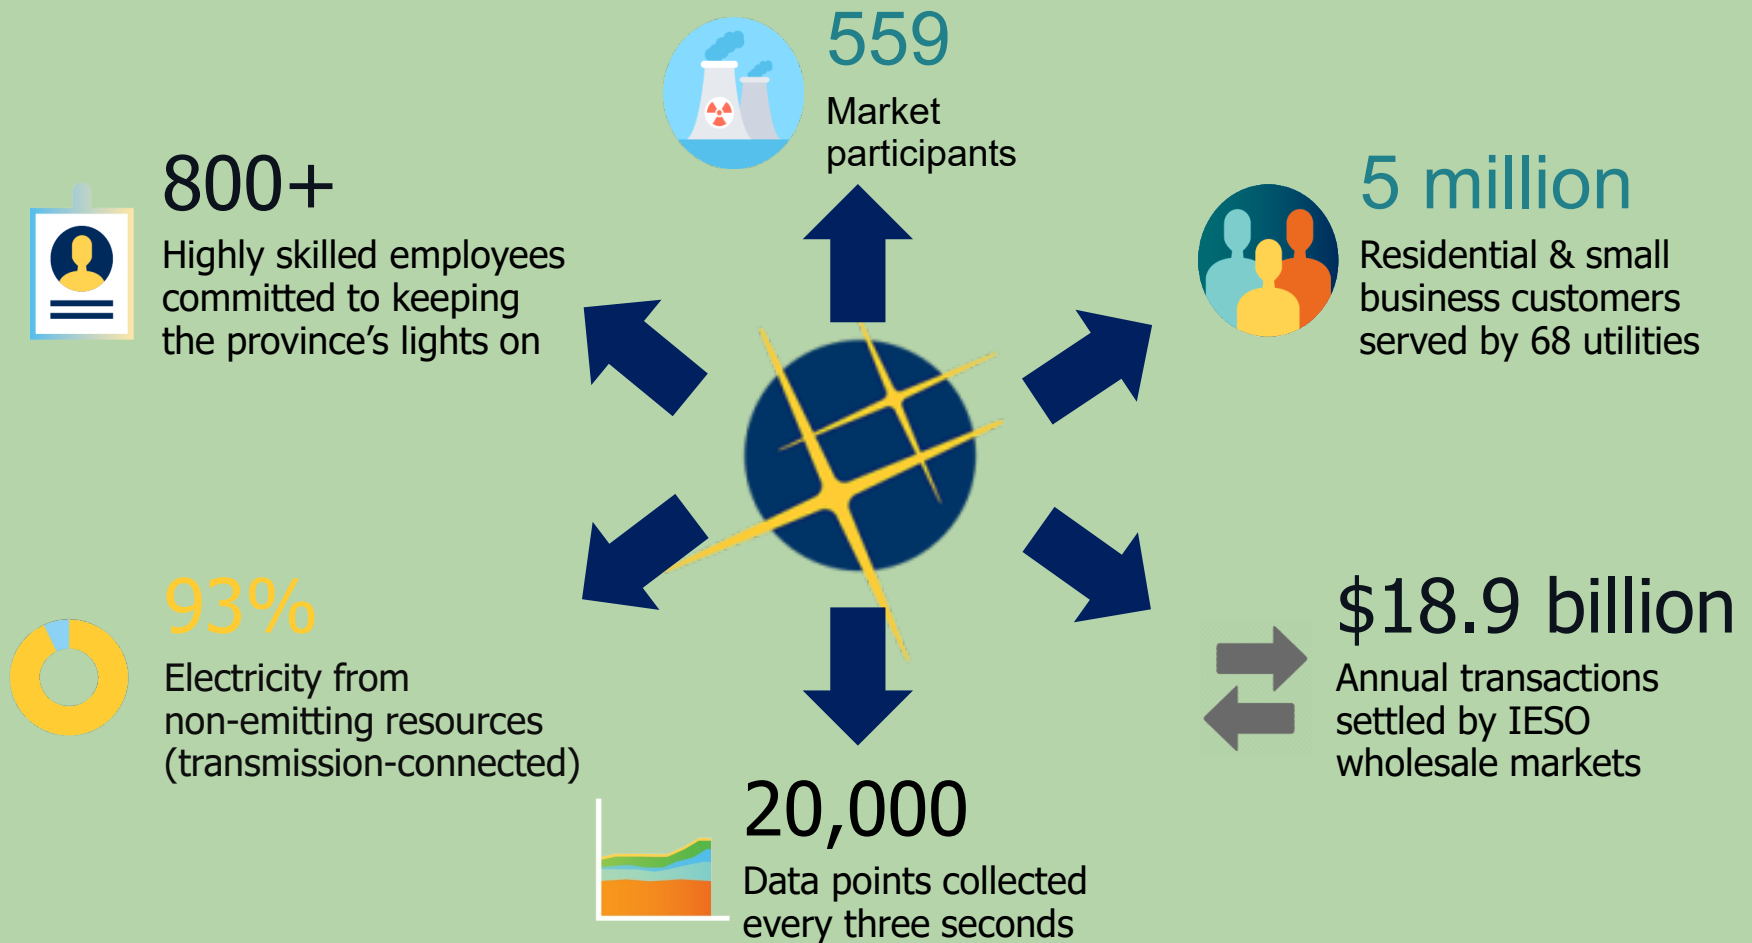 559
Market
participants
800+
Highly skilled employees
committed to keeping
the province’s lights on
5 million
Residential & small
business customers
served by 68 utilities
93%
Electricity from
non-emitting resources
(transmission-connected)
$18.9 billion
Annual transactions
settled by IESO
wholesale markets
20,000
Data points collected
every three seconds